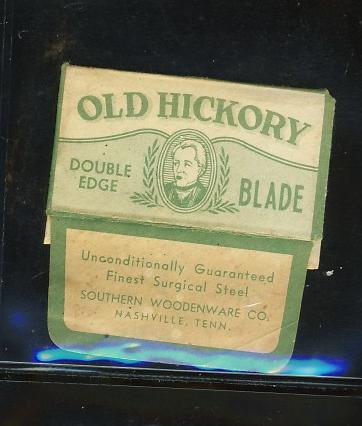 OLD HICKORY
DOUBLE
EDGE
BLADE
Unconditionally Guaranteed
Finest Surgical Steel
SOUTHERN WOODENWARE CO.
NASHVILLE, TENN.